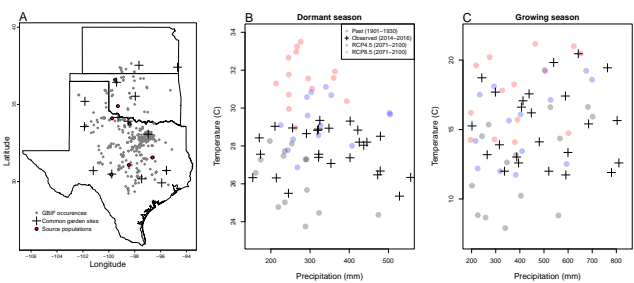 A
Latitude
40
35
30
GBIF occurences
Common garden sites
Source populations
−106
−104
−102
−100
−98
−96
−94
Longitude
B
Dormant season
Temperature (C)
34
32
30
28
26
24
Past (1901−1930)
Observed (2014−2016)
RCP4.5 (2071−2100)
RCP8.5 (2071−2100)
200
300
400
500
Precipitation (mm)
C
Growing season
Temperature (C)
20
15
10
200
300
400
500
600
700
800
Precipitation (mm)